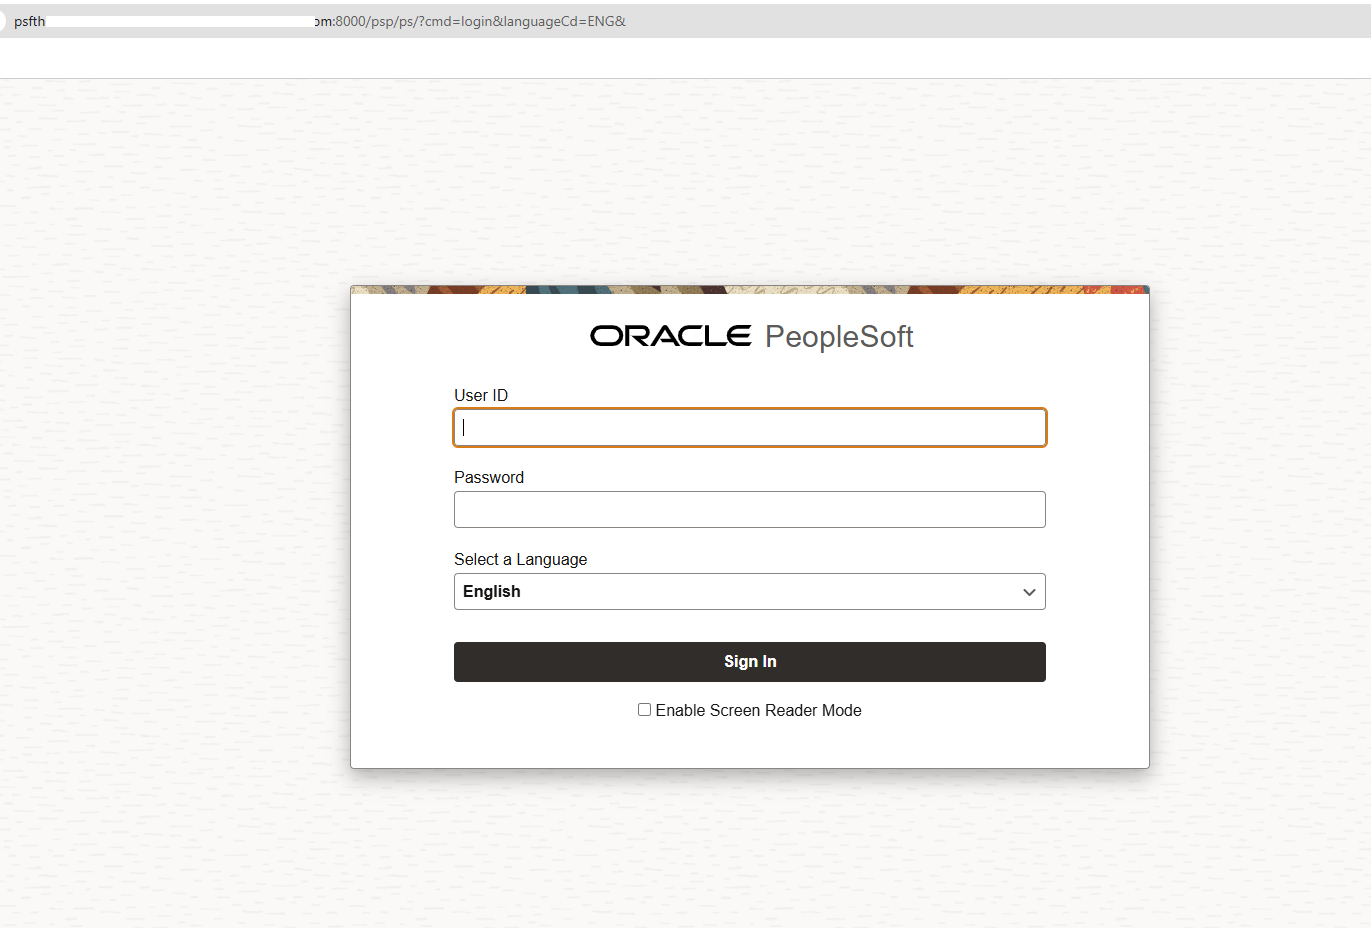 psfth om:8000/psp/ps/?cmd=login&languageCd=ENG&
ORACLE PeopleSoft
User ID
Password
Select a Language
English
Sign In
Enable Screen Reader Mode